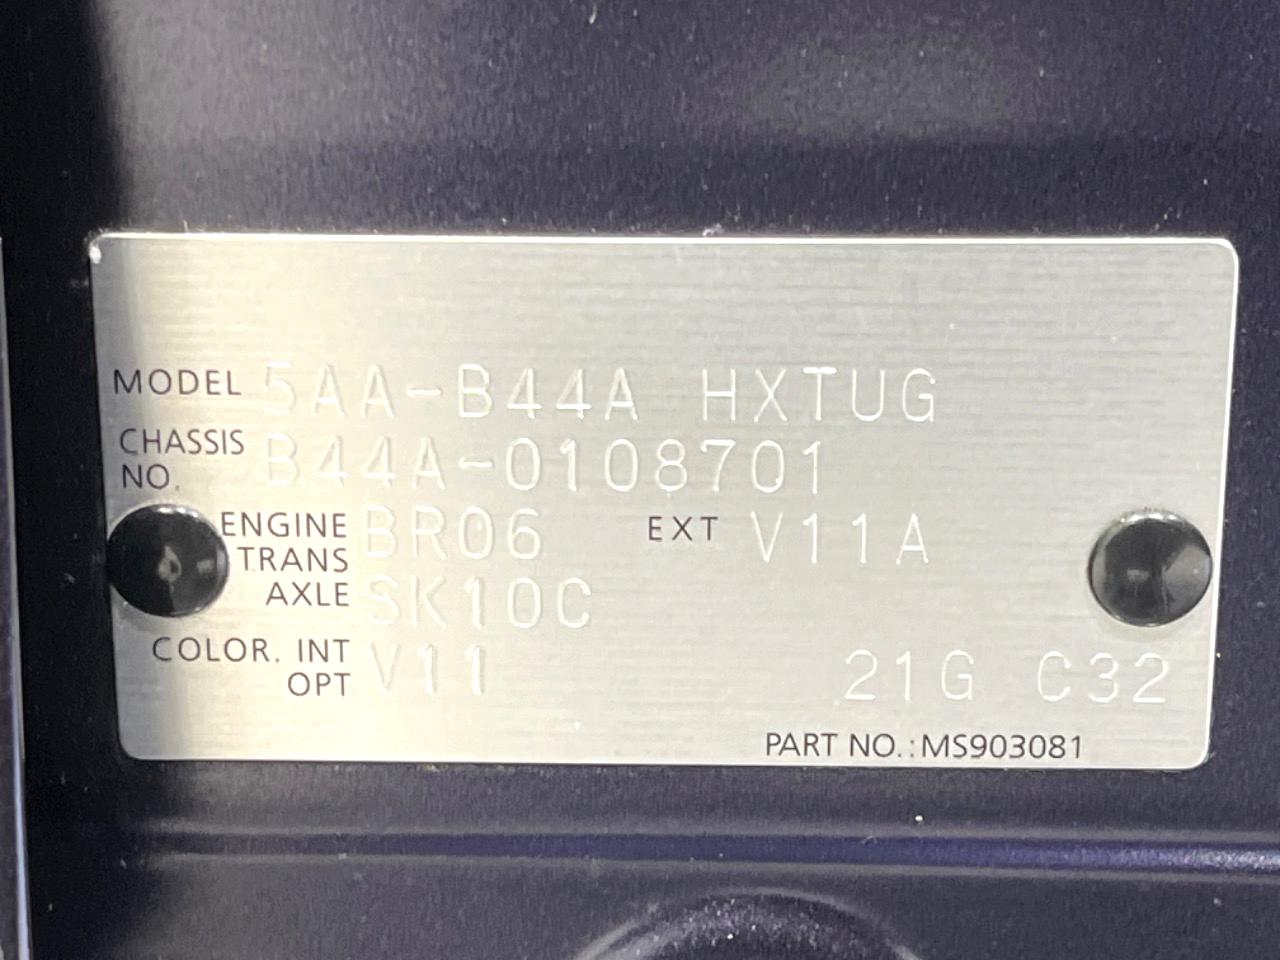 MODEL 5AA-B44A HXTUG
CHASSIS NO. B44A-0108701
ENGINE BR06 EXT V11A
TRANS AXLE SK10C
COLOR. INT V11
OPT 21G C32
PART NO.:MS903081